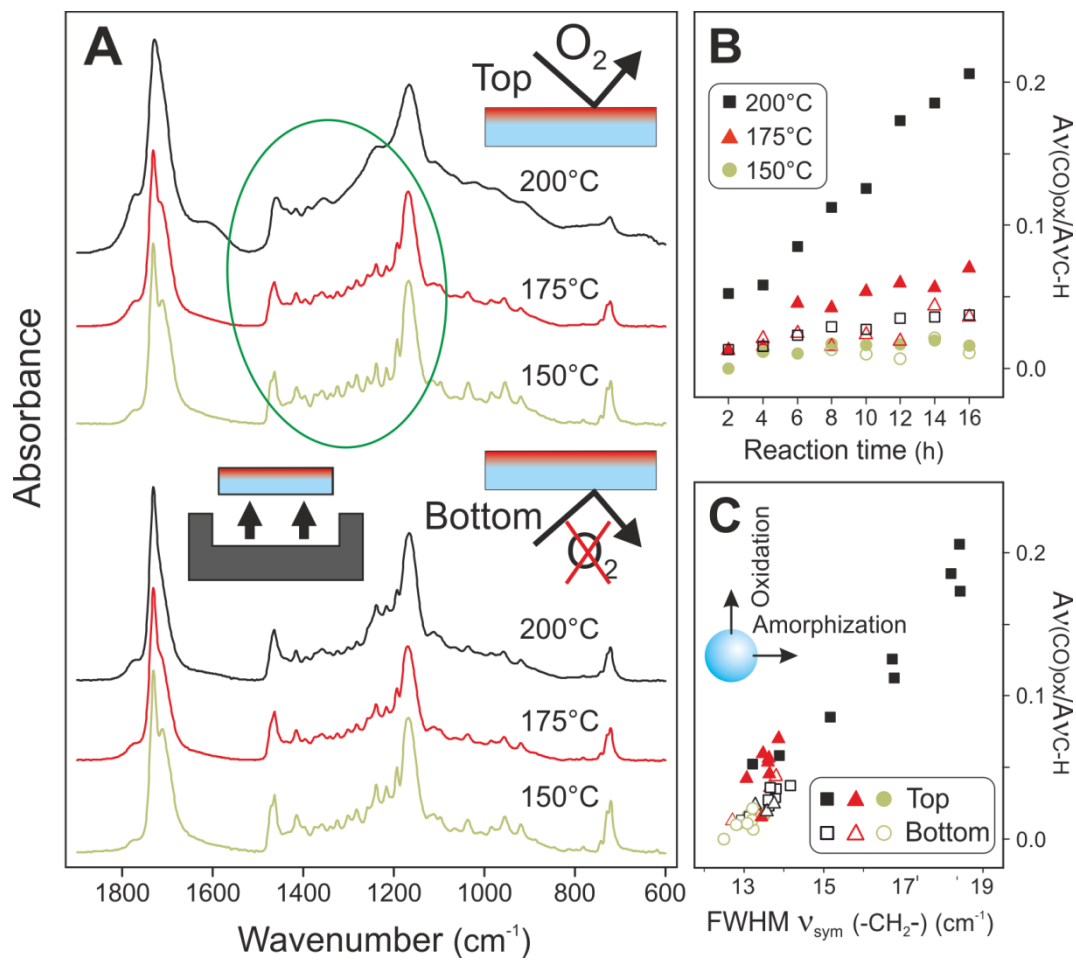 A
O2
Top
200°C
175°C
150°C
Bottom
O2
200°C
175°C
150°C
Absorbance
1800 1600 1400 1200 1000 800 600
Wavenumber (cm-1)
B
200°C
175°C
150°C
0.2
0.1
0.0
Aν(CO)ox/AνC-H
2 4 6 8 10 12 14 16
Reaction time (h)
C
Oxidation
Amorphization
Top
Bottom
0.2
0.1
0.0
Aν(CO)ox/AνC-H
13 15 17 19
FWHM νsym (-CH2-) (cm-1)